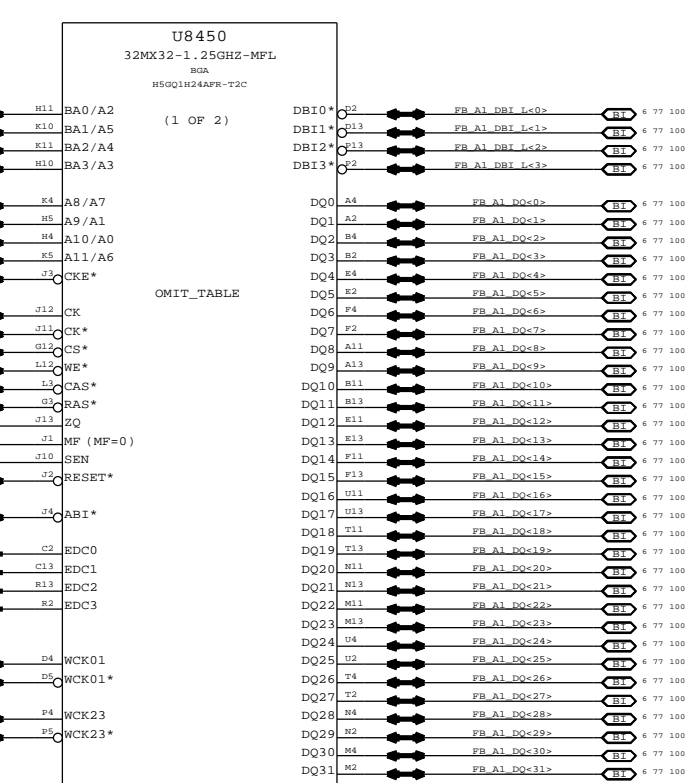 U8450
32MX32-1.25GHZ-MFL
BGA
H5GQ1H24AFR-T2C
(1 OF 2)
OMIT_TABLE
H11 BA0/A2
K10 BA1/A5
K11 BA2/A4
H10 BA3/A3
K4 A8/A7
H5 A9/A1
H4 A10/A0
K5 A11/A6
J3 CKE*
J12 CK
J11 CK*
G12 CS*
L12 WE*
L3 CAS*
G3 RAS*
J13 ZQ
J1 MF (MF=0)
J10 SEN
J2 RESET*
J4 ABI*
C2 EDC0
C13 EDC1
R13 EDC2
R2 EDC3
D4 WCK01
D5 WCK01*
P4 WCK23
P5 WCK23*
DBI0* D2 FB_A1_DBI_L<0> BI 6 77 100
DBI1* D13 FB_A1_DBI_L<1> BI 6 77 100
DBI2* P13 FB_A1_DBI_L<2> BI 6 77 100
DBI3* P2 FB_A1_DBI_L<3> BI 6 77 100
DQ0 A4 FB_A1_DQ<0> BI 6 77 100
DQ1 A2 FB_A1_DQ<1> BI 6 77 100
DQ2 B4 FB_A1_DQ<2> BI 6 77 100
DQ3 B2 FB_A1_DQ<3> BI 6 77 100
DQ4 E4 FB_A1_DQ<4> BI 6 77 100
DQ5 E2 FB_A1_DQ<5> BI 6 77 100
DQ6 F4 FB_A1_DQ<6> BI 6 77 100
DQ7 F2 FB_A1_DQ<7> BI 6 77 100
DQ8 A11 FB_A1_DQ<8> BI 6 77 100
DQ9 A13 FB_A1_DQ<9> BI 6 77 100
DQ10 B11 FB_A1_DQ<10> BI 6 77 100
DQ11 B13 FB_A1_DQ<11> BI 6 77 100
DQ12 E11 FB_A1_DQ<12> BI 6 77 100
DQ13 E13 FB_A1_DQ<13> BI 6 77 100
DQ14 F11 FB_A1_DQ<14> BI 6 77 100
DQ15 F13 FB_A1_DQ<15> BI 6 77 100
DQ16 U11 FB_A1_DQ<16> BI 6 77 100
DQ17 U13 FB_A1_DQ<17> BI 6 77 100
DQ18 T11 FB_A1_DQ<18> BI 6 77 100
DQ19 T13 FB_A1_DQ<19> BI 6 77 100
DQ20 N11 FB_A1_DQ<20> BI 6 77 100
DQ21 N13 FB_A1_DQ<21> BI 6 77 100
DQ22 M11 FB_A1_DQ<22> BI 6 77 100
DQ23 M13 FB_A1_DQ<23> BI 6 77 100
DQ24 U4 FB_A1_DQ<24> BI 6 77 100
DQ25 U2 FB_A1_DQ<25> BI 6 77 100
DQ26 T4 FB_A1_DQ<26> BI 6 77 100
DQ27 T2 FB_A1_DQ<27> BI 6 77 100
DQ28 N4 FB_A1_DQ<28> BI 6 77 100
DQ29 N2 FB_A1_DQ<29> BI 6 77 100
DQ30 M4 FB_A1_DQ<30> BI 6 77 100
DQ31 M2 FB_A1_DQ<31> BI 6 77 100